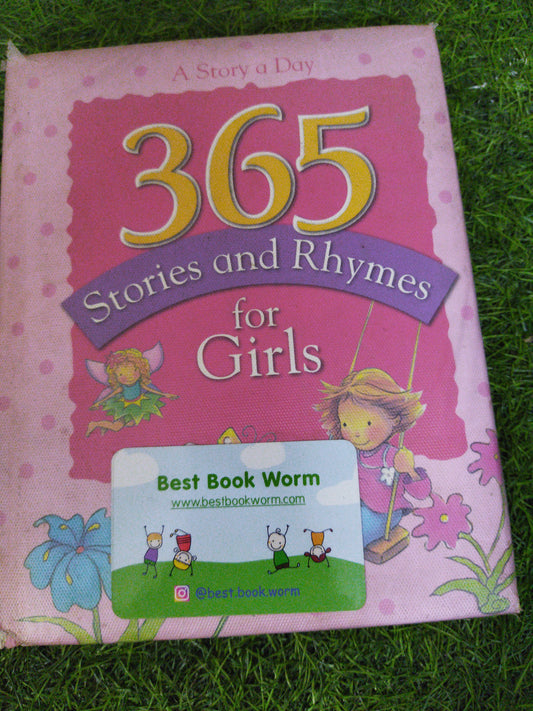 A Story a Day
365
Stories and Rhymes
for
Girls
Best Book Worm
www.bestbookworm.com
@best.book.worm